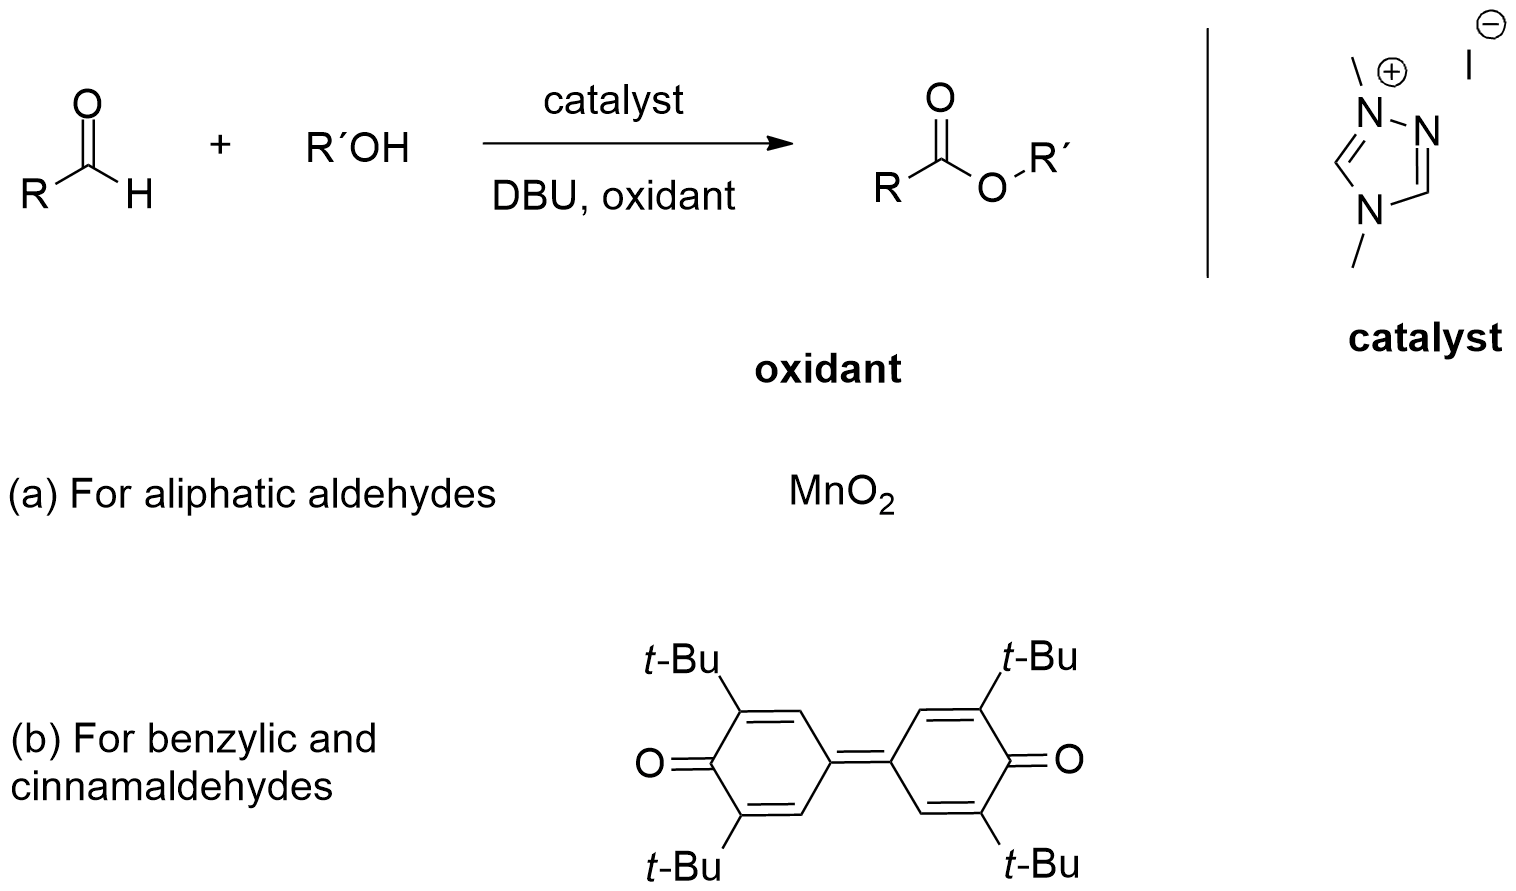 O
R
H
+
R´OH
catalyst
DBU, oxidant
O
R
O
R´
N
⊕
N
N
I
⊖
catalyst
oxidant
(a) For aliphatic aldehydes
MnO₂
(b) For benzylic and
cinnamaldehydes
t-Bu
t-Bu
O
O
t-Bu
t-Bu